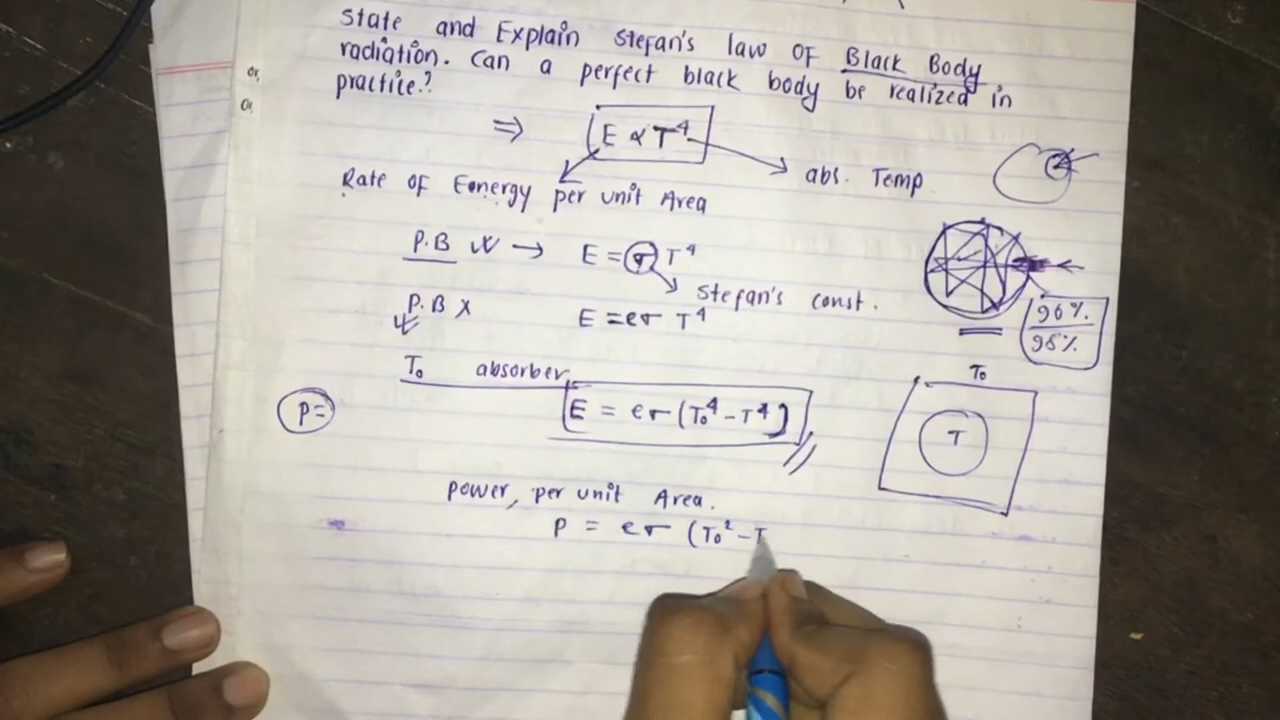 State and Explain Stefan's law OF Black Body
radiation. Can a perfect black body be realized in
practice.?
or,
⇒ E ∝ T⁴
abs. Temp.
Rate of Eenergy per unit Area
P.B → E = σ T⁴
Stefan's const.
P.B X E = eσ T⁴
96%
98%
T₀ absorber
T₀
E = eσ (T₀⁴ - T⁴)
P=
T
Power, per unit Area.
P = eσ (T₀² - T